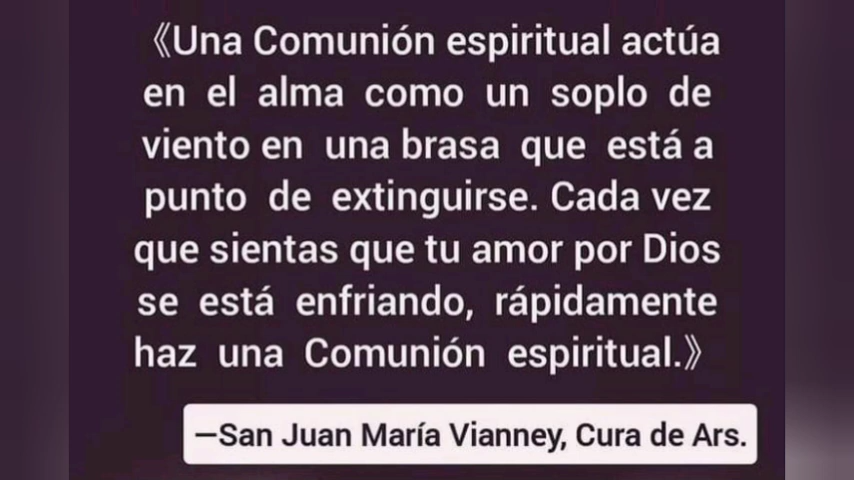 《Una Comunión espiritual actúa
en el alma como un soplo de
viento en una brasa que está a
punto de extinguirse. Cada vez
que sientas que tu amor por Dios
se está enfriando, rápidamente
haz una Comunión espiritual.》
—San Juan María Vianney, Cura de Ars.